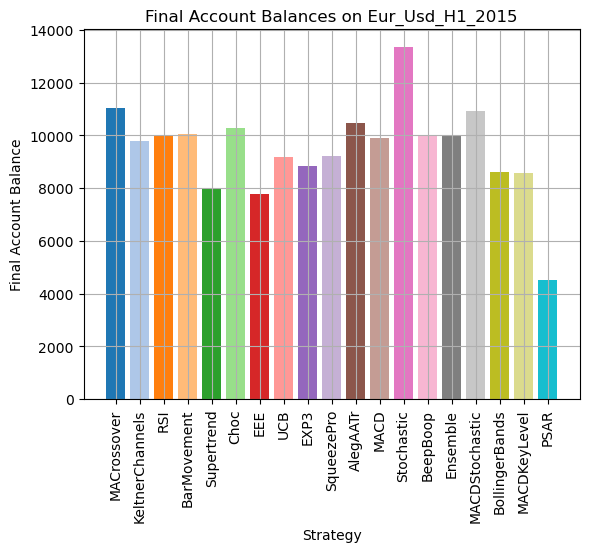 Final Account Balances on Eur_Usd_H1_2015
Final Account Balance
14000
12000
10000
8000
6000
4000
2000
0
MACrossover
KeltnerChannels
RSI
BarMovement
Supertrend
Choc
EEE
UCB
EXP3
SqueezePro
AlegAATr
MACD
Stochastic
BeepBoop
Ensemble
MACDStochastic
BollingerBands
MACDKeyLevel
PSAR
Strategy